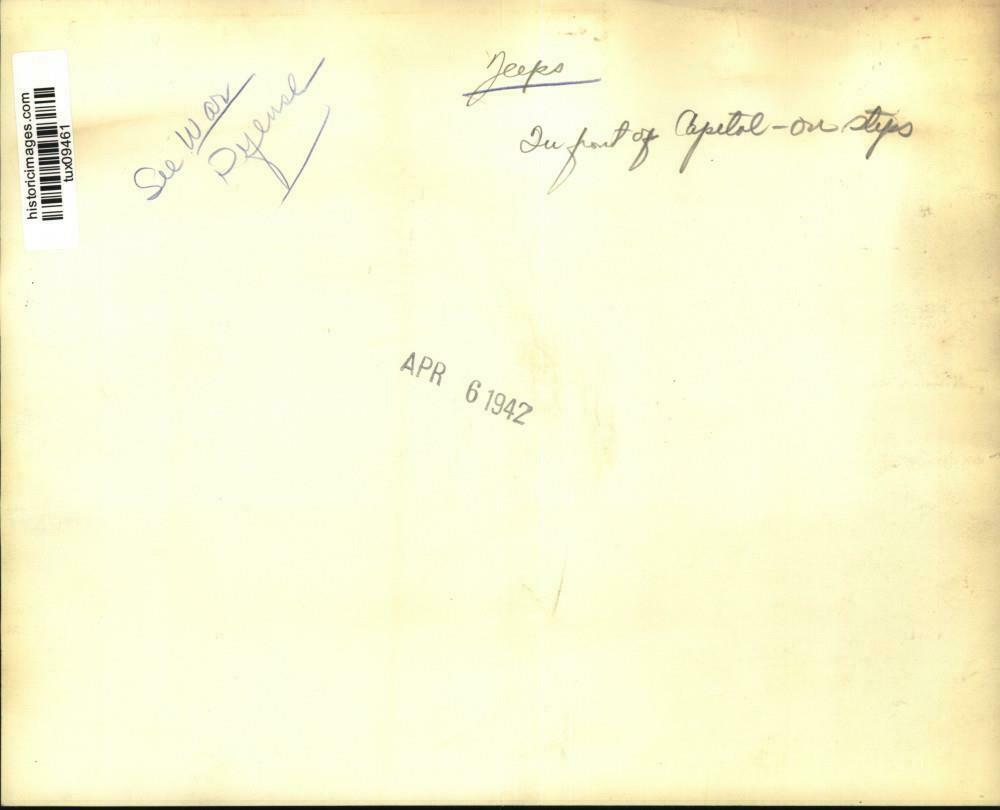 historicimages.com
tux09461
See War
Defense
Jeeps
In front of Capitol - on steps
APR 6 1942